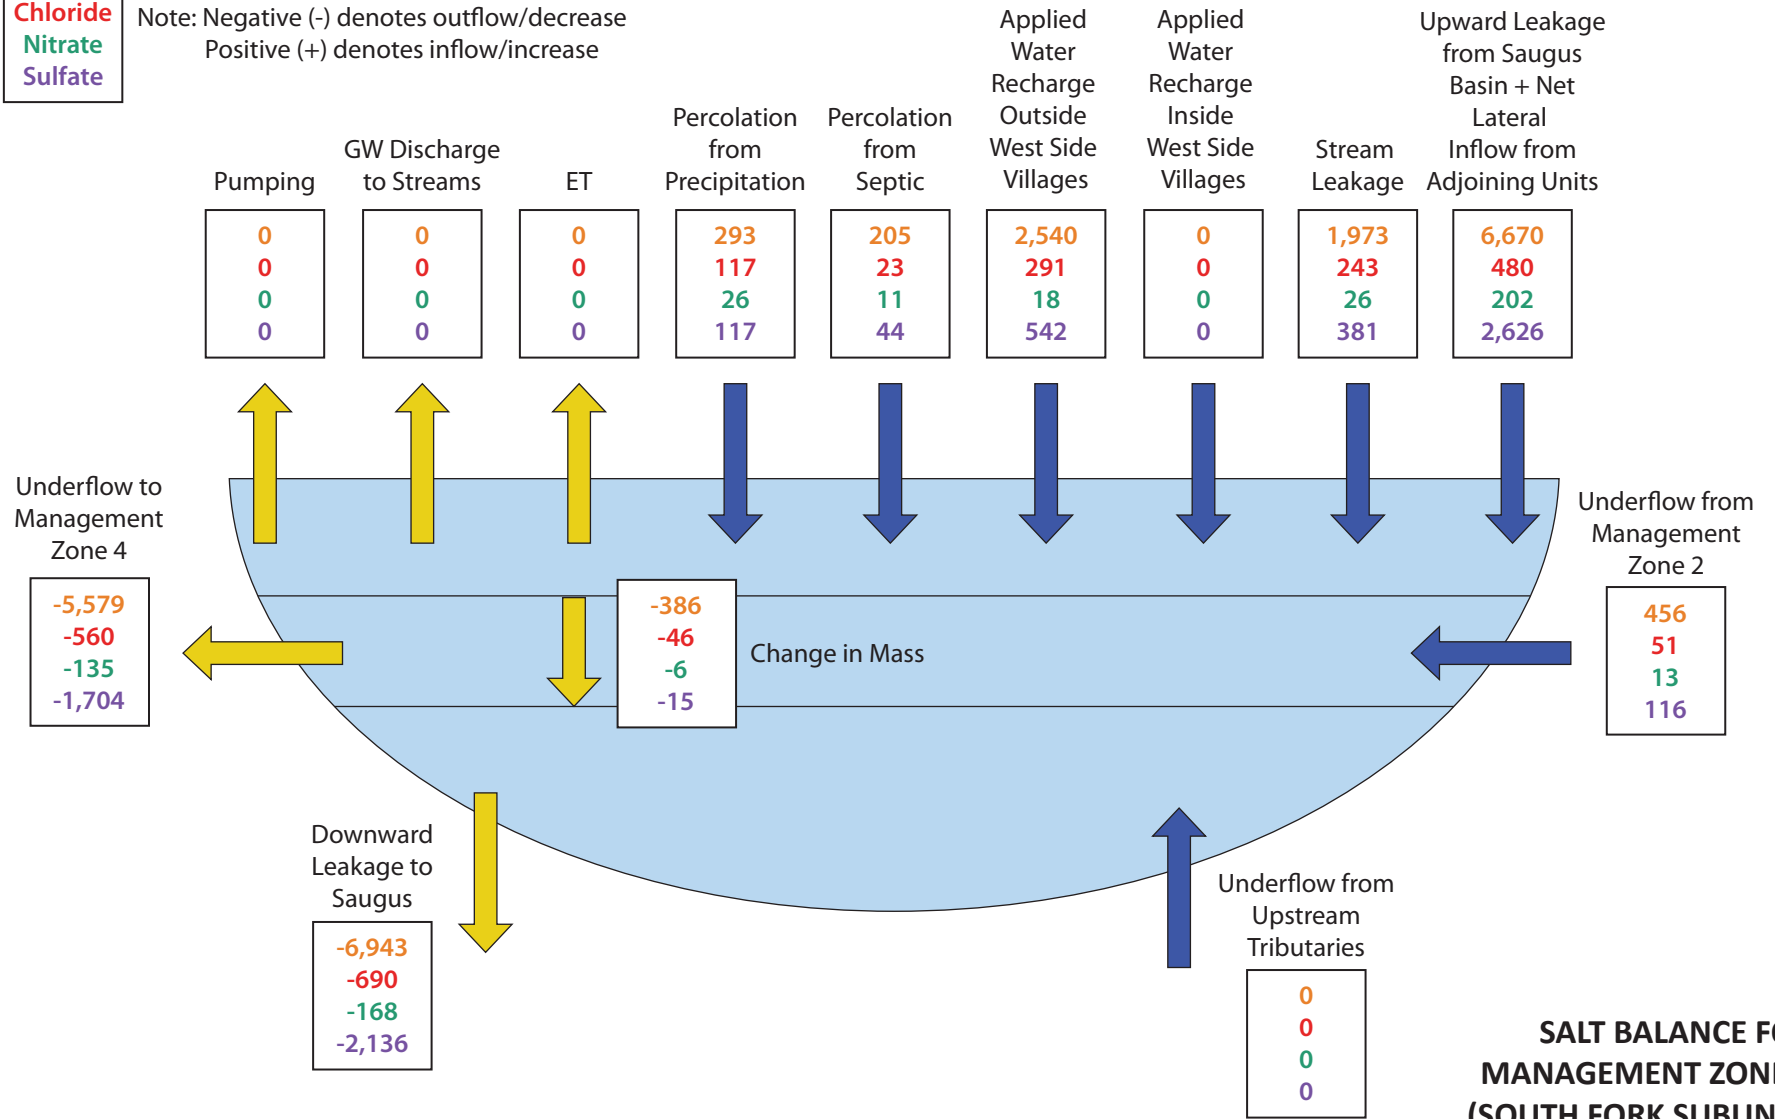 Chloride
Nitrate
Sulfate
Note: Negative (-) denotes outflow/decrease
Positive (+) denotes inflow/increase
Pumping
0
0
0
0
GW Discharge
to Streams
0
0
0
0
ET
0
0
0
0
Percolation
from
Precipitation
293
117
26
117
Percolation
from
Septic
205
23
11
44
Applied
Water
Recharge
Outside
West Side
Villages
2,540
291
18
542
Applied
Water
Recharge
Inside
West Side
Villages
0
0
0
0
Stream
Leakage
1,973
243
26
381
Upward Leakage
from Saugus
Basin + Net
Lateral
Inflow from
Adjoining Units
6,670
480
202
2,626
Underflow to
Management
Zone 4
-5,579
-560
-135
-1,704
-386
-46
-6
-15
Change in Mass
Underflow from
Management
Zone 2
456
51
13
116
Downward
Leakage to
Saugus
-6,943
-690
-168
-2,136
Underflow from
Upstream
Tributaries
0
0
0
0
SALT BALANCE
MANAGEMENT
(SOUTH FORK